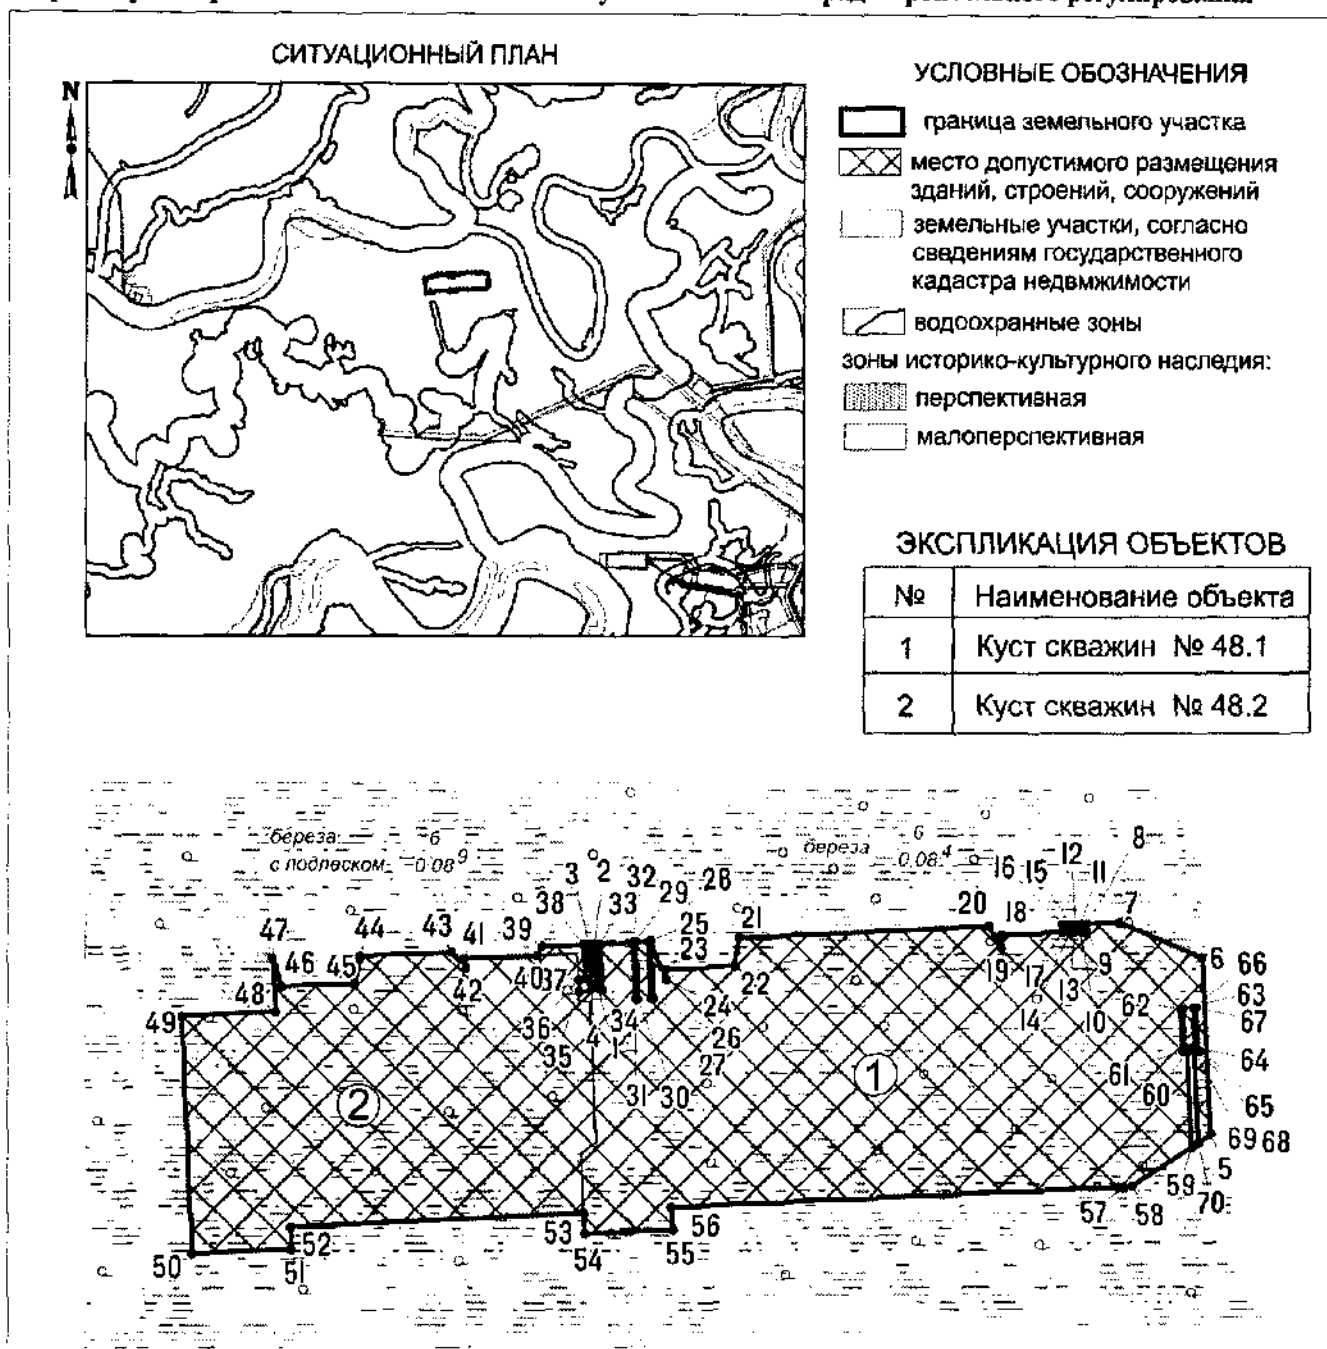 СИТУАЦИОННЫЙ ПЛАН
N
УСЛОВНЫЕ ОБОЗНАЧЕНИЯ
граница земельного участка
место допустимого размещения
зданий, строений, сооружений
земельные участки, согласно
сведениям государственного
кадастра недвмжимости
водоохранные зоны
зоны историко-культурного наследия:
перспективная
малоперспективная
ЭКСПЛИКАЦИЯ ОБЪЕКТОВ
№ Наименование объекта
1 Куст скважин № 48.1
2 Куст скважин № 48.2
береза 6
с подлеском 0.08 9
береза 6
0.08 4
8
12
11
16 15
3 2 32 29 28
38 33
20 18 7
47 44 43 41 39 25 21
23
46 45 42 40 37 22 19 17 9 6 66
48 24 13 62 63
49 36 4 34 26 14 10 67
35 1 27 64
31 30 61 60
1
2
65
69 68
5
59
70
57 58
56
53
55
54
52
51
50